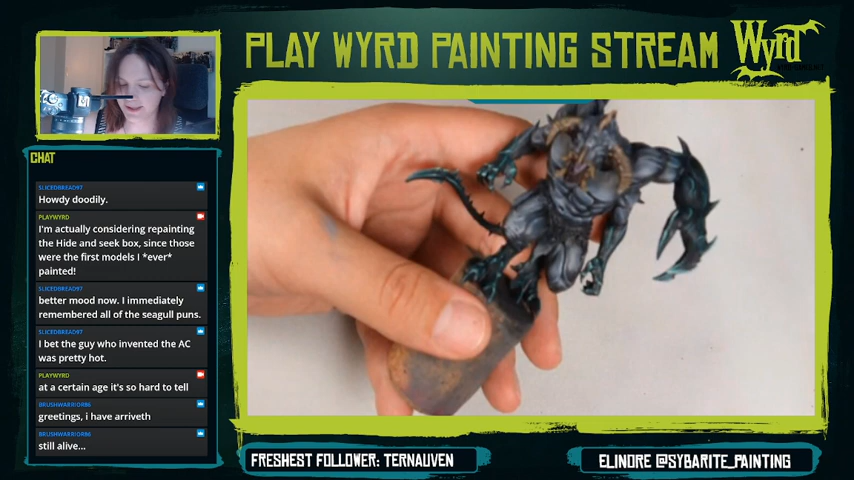 PLAY WYRD PAINTING STREAM
Wyrd
CHAT
SLICEDBREAD97
Howdy doodily.
PLAYWYRD
I'm actually considering repainting
the Hide and seek box, since those
were the first models I *ever*
painted!
SLICEDBREAD97
better mood now. I immediately
remembered all of the seagull puns.
SLICEDBREAD97
I bet the guy who invented the AC
was pretty hot.
PLAYWYRD
at a certain age it's so hard to tell
greetings, i have arriveth
still alive...
FRESHEST FOLLOWER: TERNAUVEN
ELINORE @SYBARITE_PAINTING